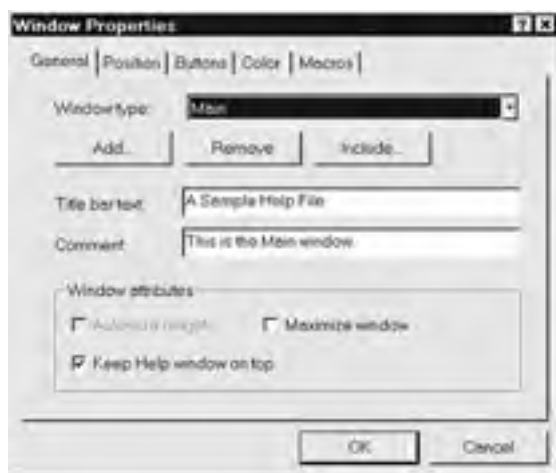 Window Properties
General Position Buttons Color Macros
Window type: Main
Add... Remove Include...
Title bar text: A Sample Help File
Comment: This is the Main window
Window attributes
Maximize window
Keep Help window on top
OK Cancel